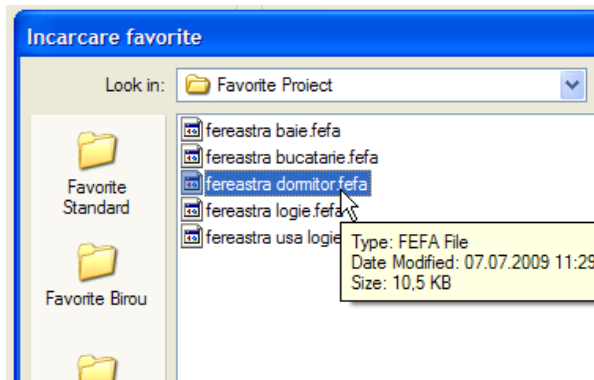 Incarcare favorite
Look in: Favorite Proiect
Favorite
Standard
Favorite Birou
fereastra baie.fefa
fereastra bucatarie.fefa
fereastra dormitor.fefa
fereastra logie.fefa
fereastra usa logie
Type: FEFA File
Date Modified: 07.07.2009 11:29
Size: 10,5 KB